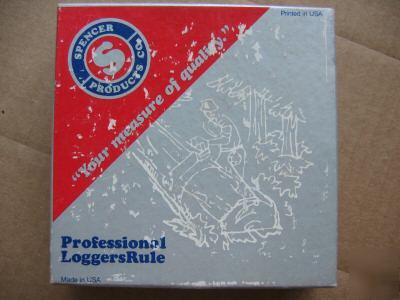 Printed in USA
SPENCER
PRODUCTS CO.
"Your measure of quality."
Professional
LoggersRule
Made in USA